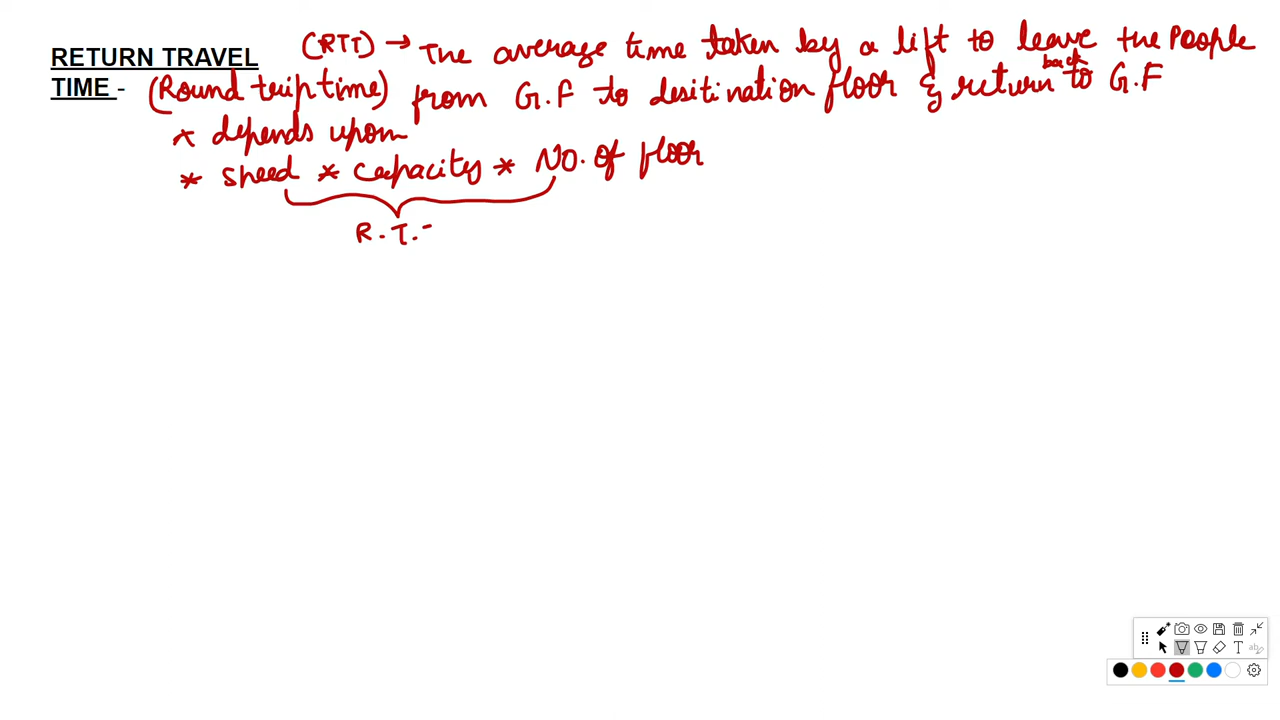 RETURN TRAVEL (RTT) → The average time taken by a lift to leave the People
TIME - (Round trip time) from G.F to desitination floor & return back to G.F
* depends upon
* speed * capacity * No. of floor
R.T.T